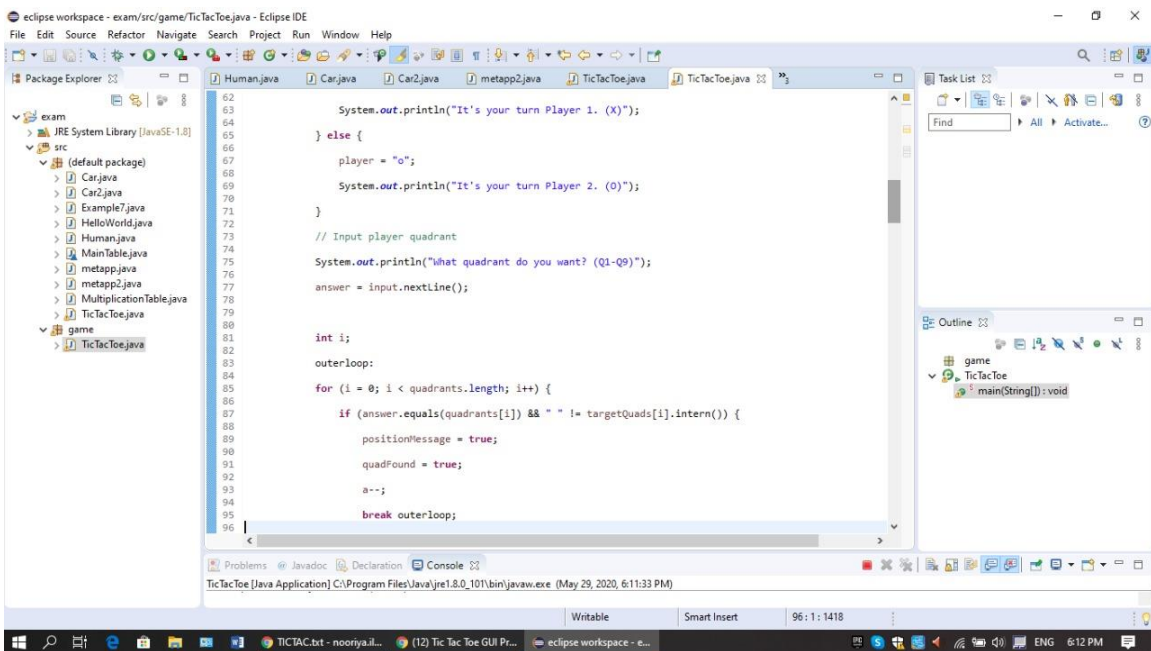 eclipse workspace - exam/src/game/TicTacToe.java - Eclipse IDE
File Edit Source Refactor Navigate Search Project Run Window Help
Package Explorer
exam
JRE System Library [JavaSE-1.8]
src
(default package)
Car.java
Car2.java
Example7.java
HelloWorld.java
Human.java
MainTable.java
metapp.java
metapp2.java
MultiplicationTable.java
TicTacToe.java
game
TicTacToe.java
Human.java Car.java Car2.java metapp2.java TicTacToe.java TicTacToe.java 3
62
63 System.out.println("It's your turn Player 1. (X)");
64
65 } else {
66
67 player = "o";
68
69 System.out.println("It's your turn Player 2. (O)");
70
71 }
72
73 // Input player quadrant
74
75 System.out.println("What quadrant do you want? (Q1-Q9)");
76
77 answer = input.nextLine();
78
79
80
81 int i;
82
83 outerloop:
84
85 for (i = 0; i < quadrants.length; i++) {
86
87 if (answer.equals(quadrants[i]) && " " != targetQuads[i].intern()) {
88
89 positionMessage = true;
90
91 quadFound = true;
92
93 a--;
94
95 break outerloop;
96
Task List
Find All Activate...
Outline
game
TicTacToe
main(String[]) : void
Problems Javadoc Declaration Console
TicTacToe [Java Application] C:\Program Files\Java\jre1.8.0_101\bin\javaw.exe (May 29, 2020, 6:11:33 PM)
Writable Smart Insert 96 : 1 : 1418
TICTAC.txt - nooriya.il... (12) Tic Tac Toe GUI Pr... eclipse workspace - e... ENG 6:12 PM